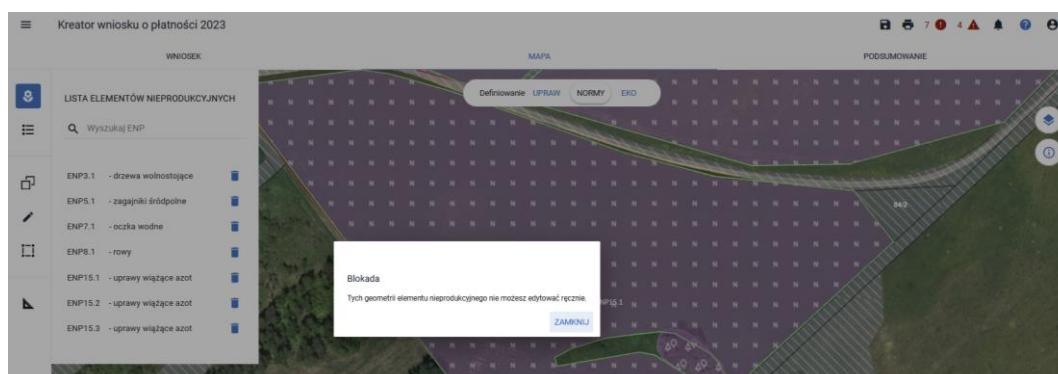 Kreator wniosku o płatności 2023
7
4
WNIOSEK
MAPA
PODSUMOWANIE
Definiowanie UPRAW NORMY EKO
LISTA ELEMENTÓW NIEPRODUKCYJNYCH
Wyszukaj ENP
ENP3.1 - drzewa wolnostojące
ENP5.1 - zagajniki śródpolne
ENP7.1 - oczka wodne
ENP8.1 - rowy
ENP15.1 - uprawy wiążące azot
ENP15.2 - uprawy wiążące azot
ENP15.3 - uprawy wiążące azot
84/2
Blokada
Tych geometrii elementu nieprodukcyjnego nie możesz edytować ręcznie.
ZAMKNIJ